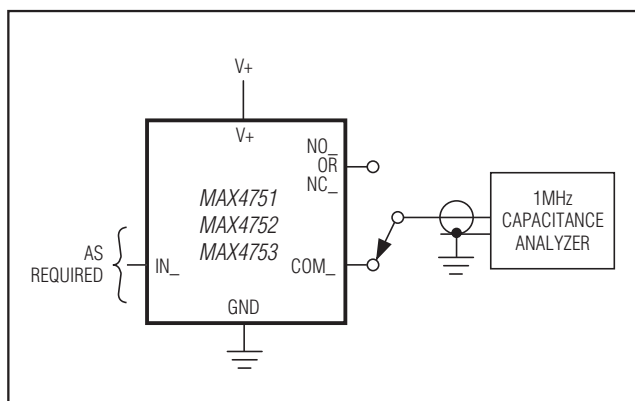 V+
V+
NO_
OR
NC_
MAX4751
MAX4752
MAX4753
AS
REQUIRED
IN_
COM_
GND
1MHz
CAPACITANCE
ANALYZER